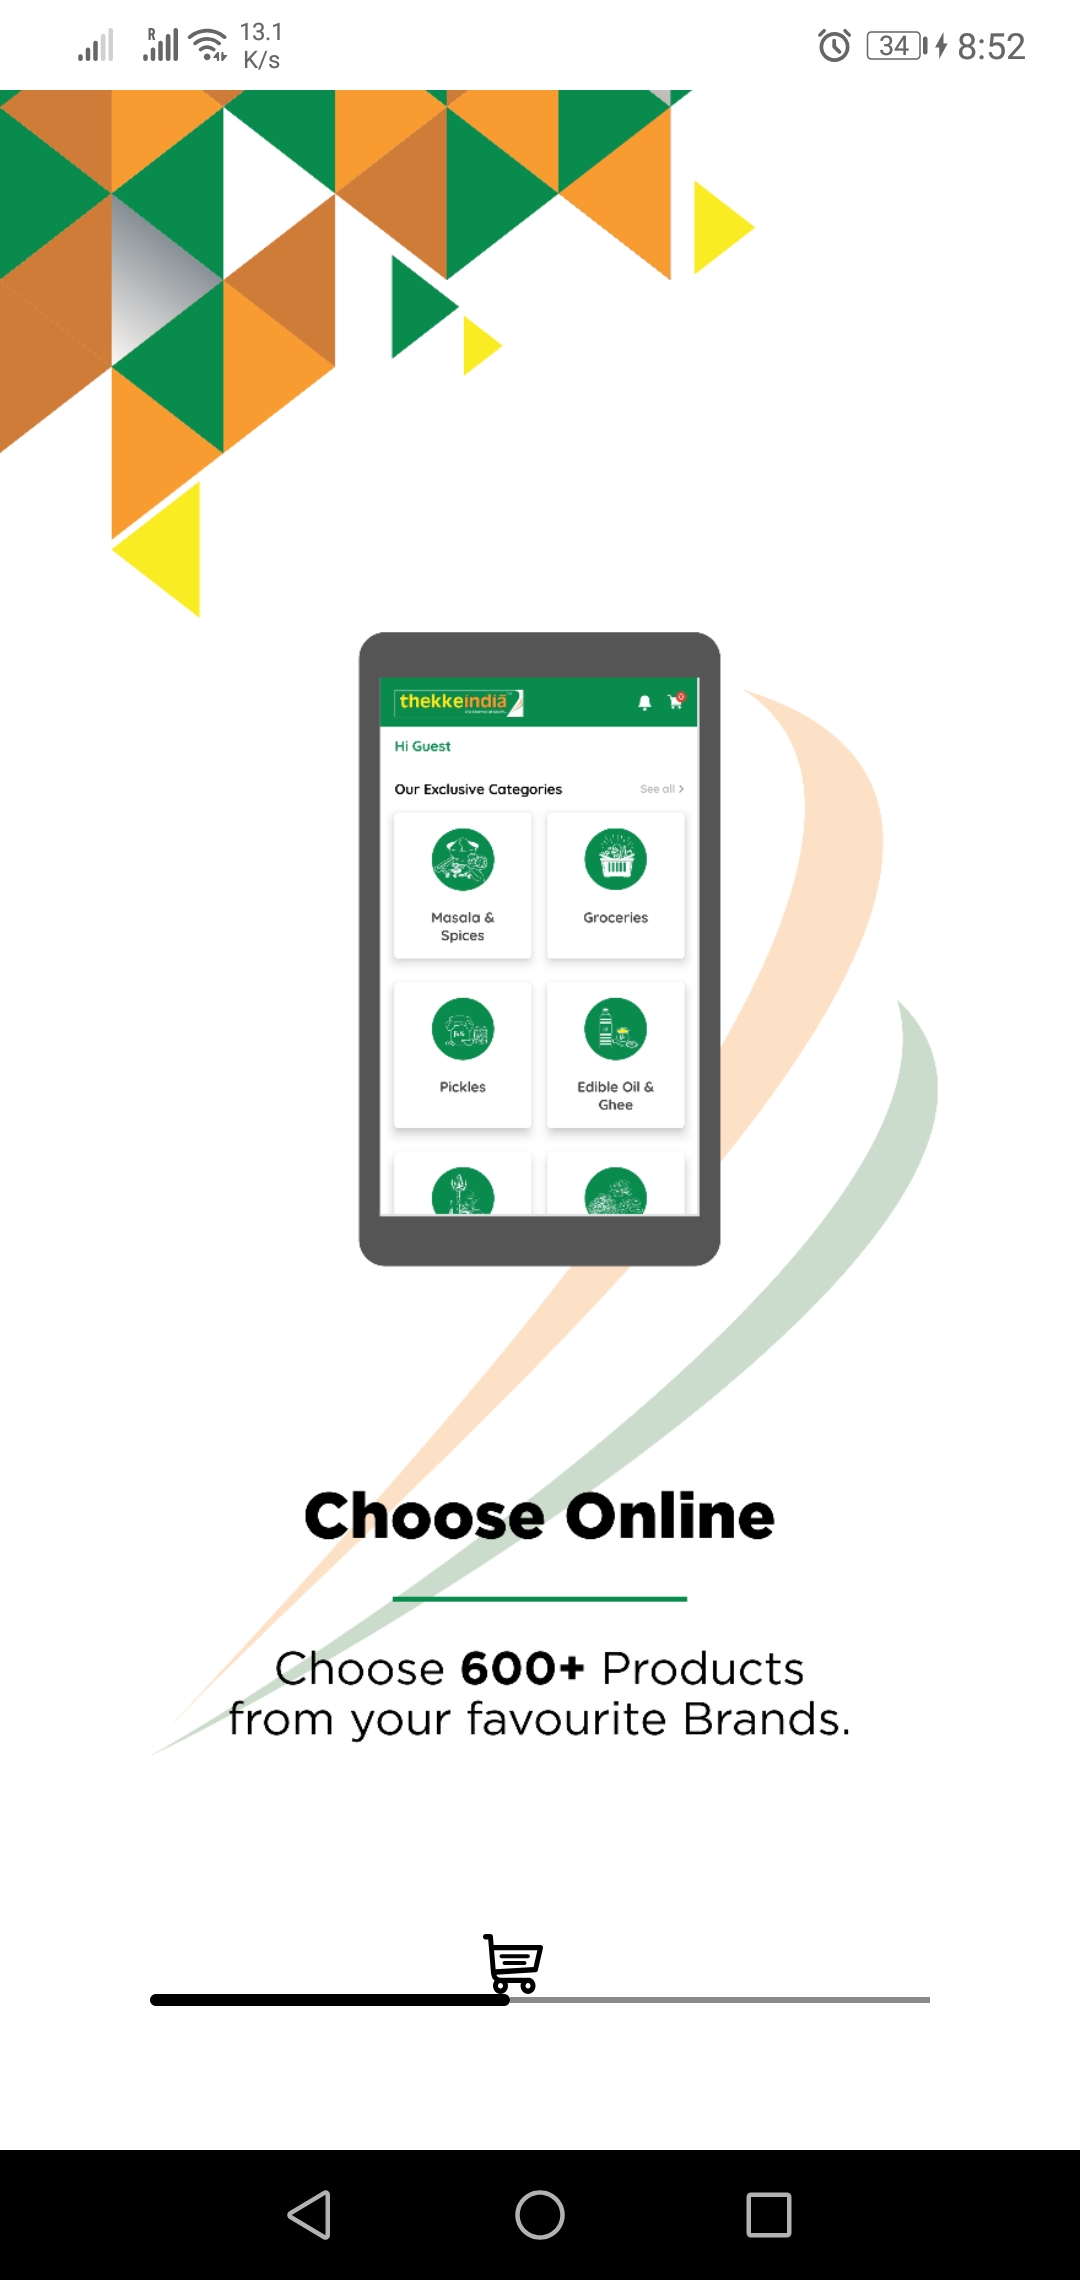 13.1
K/s
R
34
8:52
thekkeindia
0
Hi Guest
Our Exclusive Categories
See all >
Masala &
Spices
Groceries
Pickles
Edible Oil &
Ghee
Choose Online
Choose 600+ Products
from your favourite Brands.